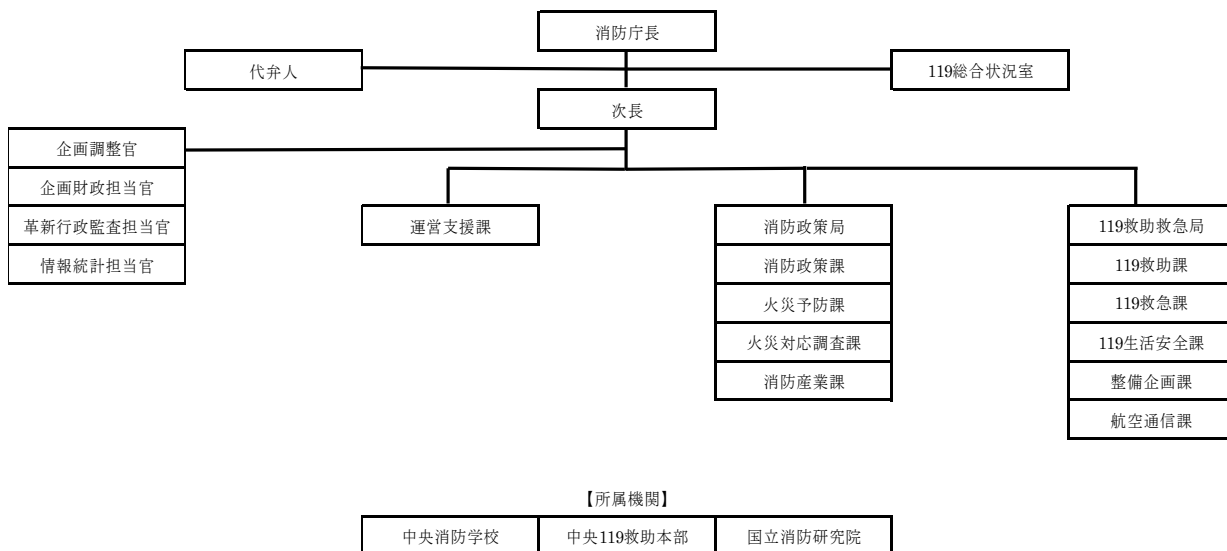 消防庁長
代弁人
119総合状況室
次長
企画調整官
企画財政担当官
革新行政監査担当官
情報統計担当官
運営支援課
消防政策局
消防政策課
火災予防課
火災対応調査課
消防産業課
119救助救急局
119救助課
119救急課
119生活安全課
整備企画課
航空通信課
【所属機関】
中央消防学校
中央119救助本部
国立消防研究院